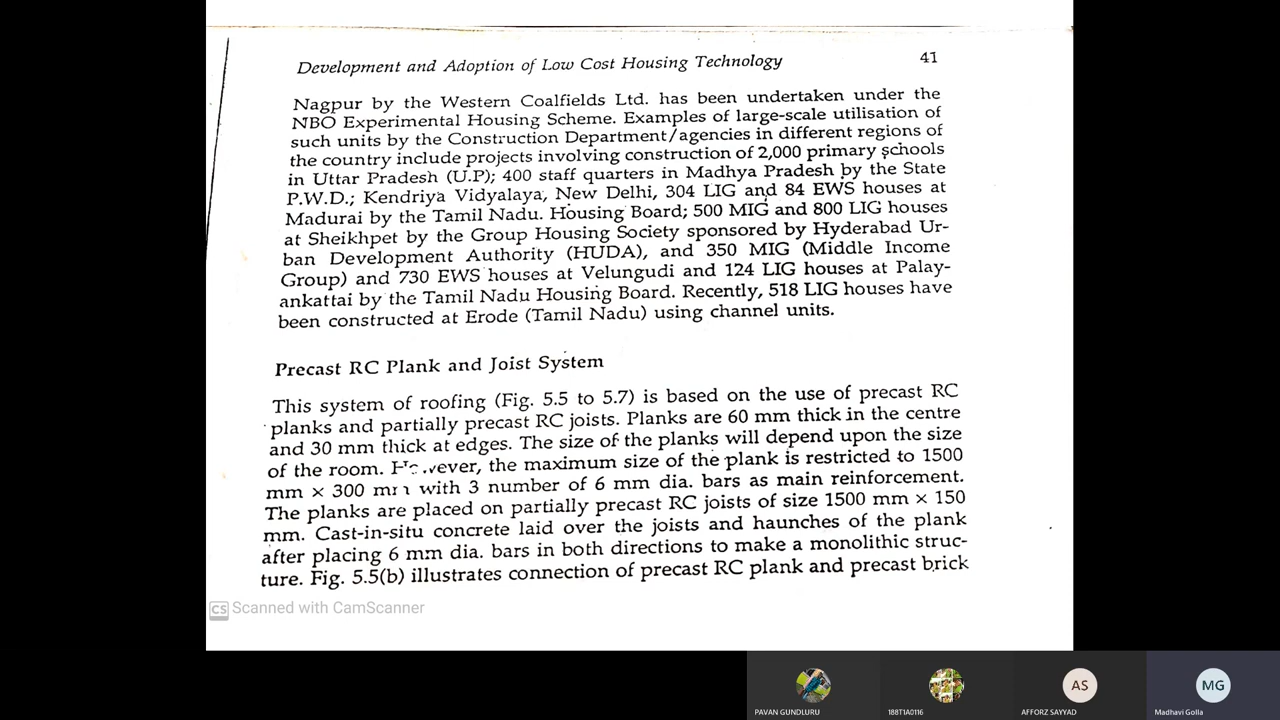 Development and Adoption of Low Cost Housing Technology 41
Nagpur by the Western Coalfields Ltd. has been undertaken under the
NBO Experimental Housing Scheme. Examples of large-scale utilisation of
such units by the Construction Department/agencies in different regions of
the country include projects involving construction of 2,000 primary schools
in Uttar Pradesh (U.P); 400 staff quarters in Madhya Pradesh by the State
P.W.D.; Kendriya Vidyalaya, New Delhi, 304 LIG and 84 EWS houses at
Madurai by the Tamil Nadu. Housing Board; 500 MIG and 800 LIG houses
at Sheikhpet by the Group Housing Society sponsored by Hyderabad Ur-
ban Development Authority (HUDA), and 350 MIG (Middle Income
Group) and 730 EWS houses at Velungudi and 124 LIG houses at Palay-
ankattai by the Tamil Nadu Housing Board. Recently, 518 LIG houses have
been constructed at Erode (Tamil Nadu) using channel units.
Precast RC Plank and Joist System
This system of roofing (Fig. 5.5 to 5.7) is based on the use of precast RC
planks and partially precast RC joists. Planks are 60 mm thick in the centre
and 30 mm thick at edges. The size of the planks will depend upon the size
of the room. However, the maximum size of the plank is restricted to 1500
mm × 300 mm with 3 number of 6 mm dia. bars as main reinforcement.
The planks are placed on partially precast RC joists of size 1500 mm × 150
mm. Cast-in-situ concrete laid over the joists and haunches of the plank
after placing 6 mm dia. bars in both directions to make a monolithic struc-
ture. Fig. 5.5(b) illustrates connection of precast RC plank and precast brick
CS Scanned with CamScanner
AS MG
PAVAN GUNDLURU 188T1A0116 AFFORZ SAYYAD Madhavi Golla